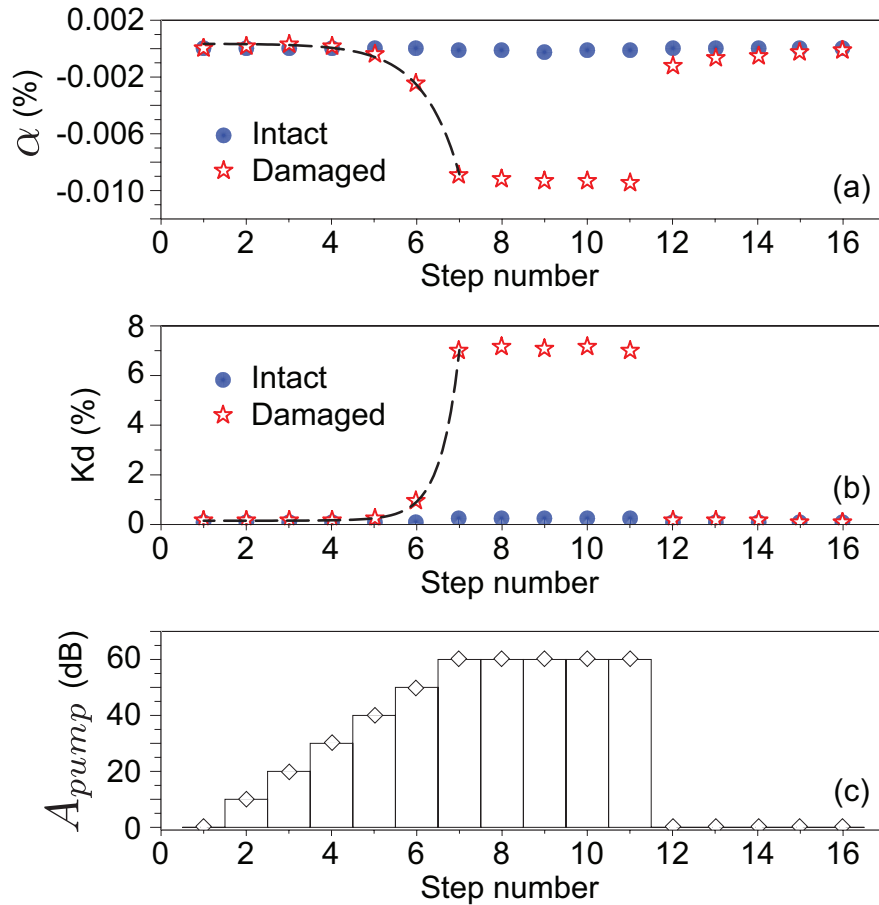 0.002
-0.002
-0.006
-0.010
α (%)
Intact
Damaged
(a)
0 2 4 6 8 10 12 14 16
Step number
8
6
4
2
0
Kd (%)
Intact
Damaged
(b)
0 2 4 6 8 10 12 14 16
Step number
60
40
20
0
A_pump (dB)
(c)
0 2 4 6 8 10 12 14 16
Step number